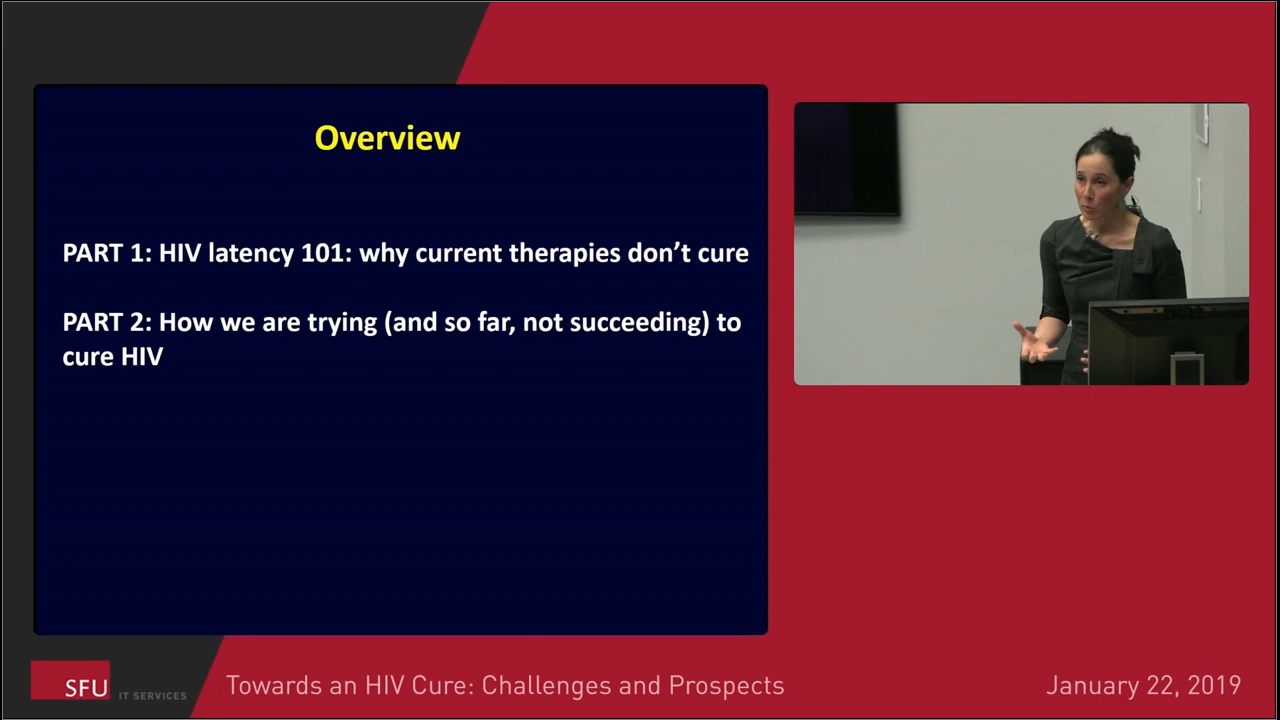 Overview
PART 1: HIV latency 101: why current therapies don’t cure
PART 2: How we are trying (and so far, not succeeding) to
cure HIV
SFU IT SERVICES
Towards an HIV Cure: Challenges and Prospects
January 22, 2019